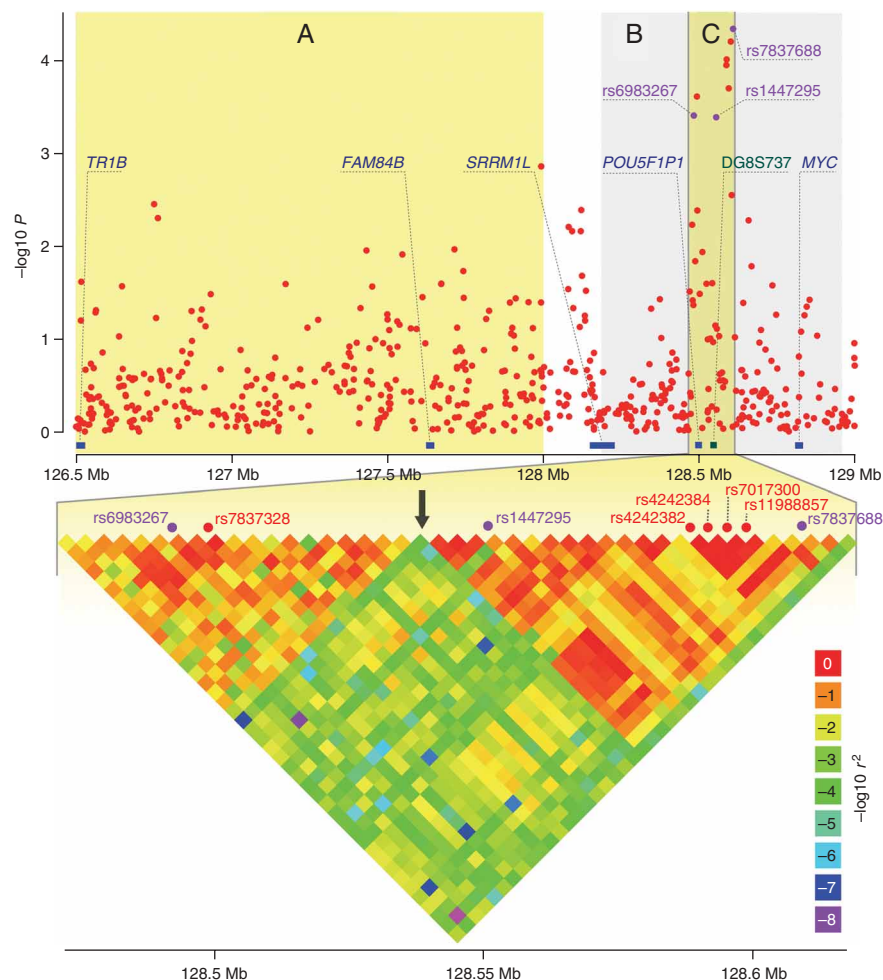 A B C
4
rs7837688
rs6983267
rs1447295
3
TR1B FAM84B SRRM1L POU5F1P1 DG8S737 MYC
–log10 P
2
1
0
126.5 Mb 127 Mb 127.5 Mb 128 Mb 128.5 Mb 129 Mb
rs4242384 rs7017300
rs6983267 rs7837328 rs1447295 rs4242382 rs11988857 rs7837688
0
–1
–2
–3
–4
–5
–6
–7
–8
–log10 r²
128.5 Mb 128.55 Mb 128.6 Mb